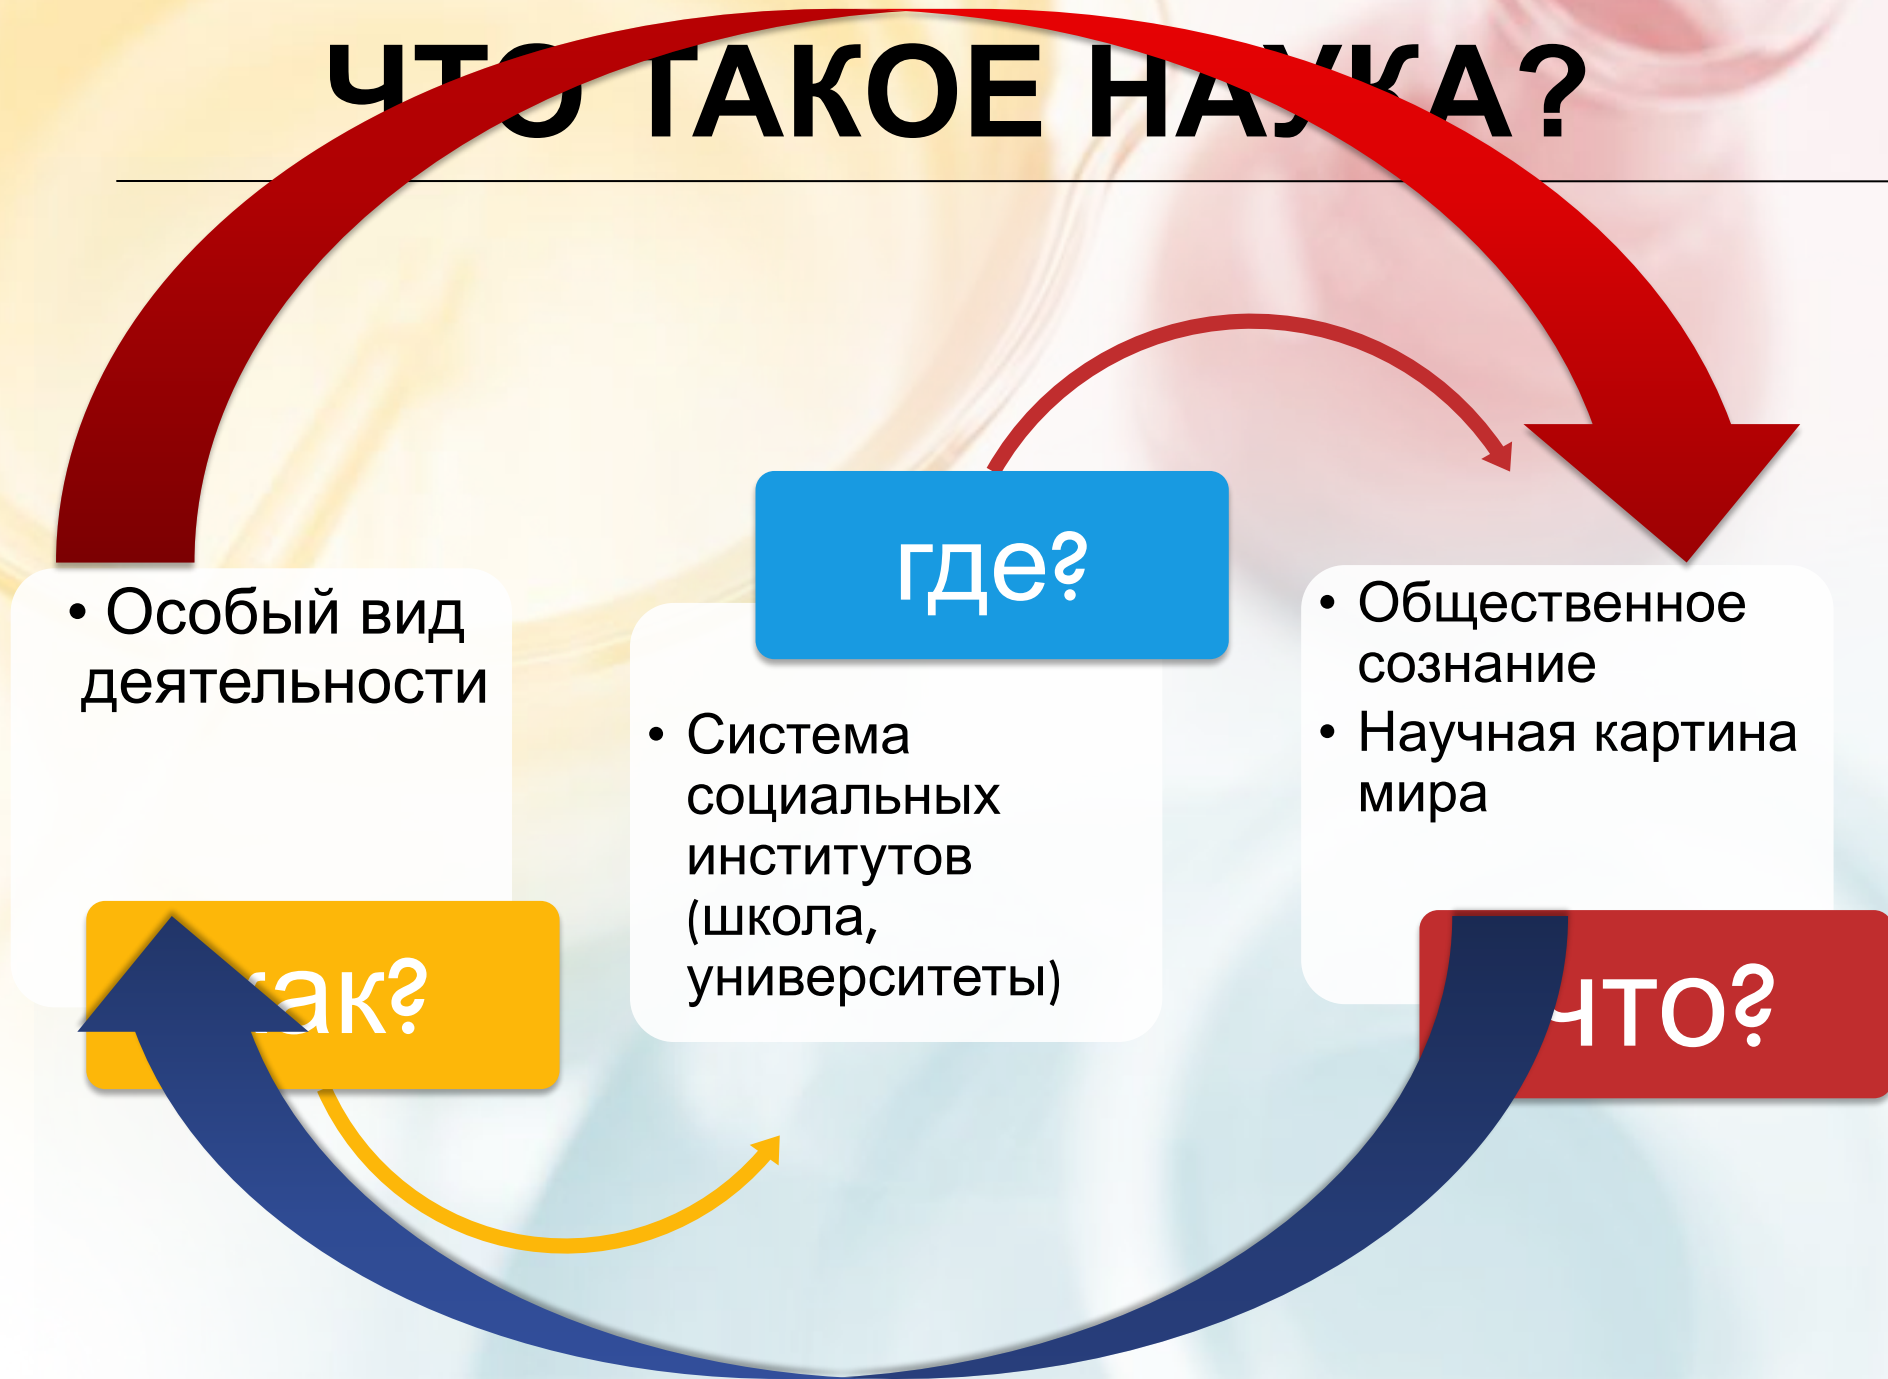 ЧТО ТАКОЕ НАУКА?
• Особый вид
деятельности
как?
где?
• Система
социальных
институтов
(школа,
университеты)
• Общественное
сознание
• Научная картина
мира
что?